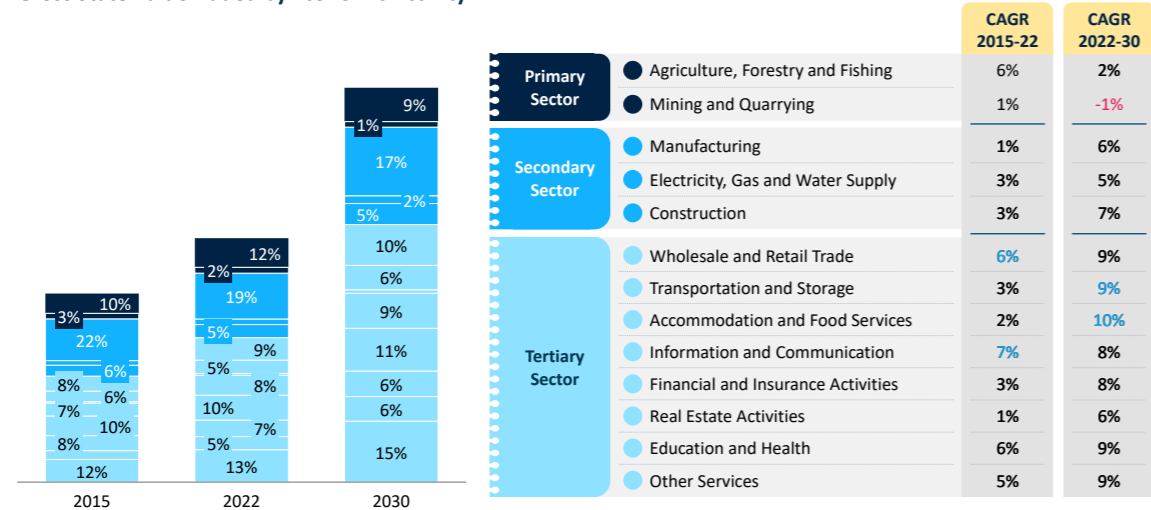 CAGR
2015-22
CAGR
2022-30
Primary
Sector
Agriculture, Forestry and Fishing 6% 2%
Mining and Quarrying 1% -1%
Secondary
Sector
Manufacturing 1% 6%
Electricity, Gas and Water Supply 3% 5%
Construction 3% 7%
Tertiary
Sector
Wholesale and Retail Trade 6% 9%
Transportation and Storage 3% 9%
Accommodation and Food Services 2% 10%
Information and Communication 7% 8%
Financial and Insurance Activities 3% 8%
Real Estate Activities 1% 6%
Education and Health 6% 9%
Other Services 5% 9%
10%
3%
22%
6%
8%
6%
7%
10%
8%
12%
2015
12%
2%
19%
5%
9%
5%
8%
10%
7%
5%
13%
2022
9%
1%
17%
2%
5%
10%
6%
9%
11%
6%
6%
15%
2030